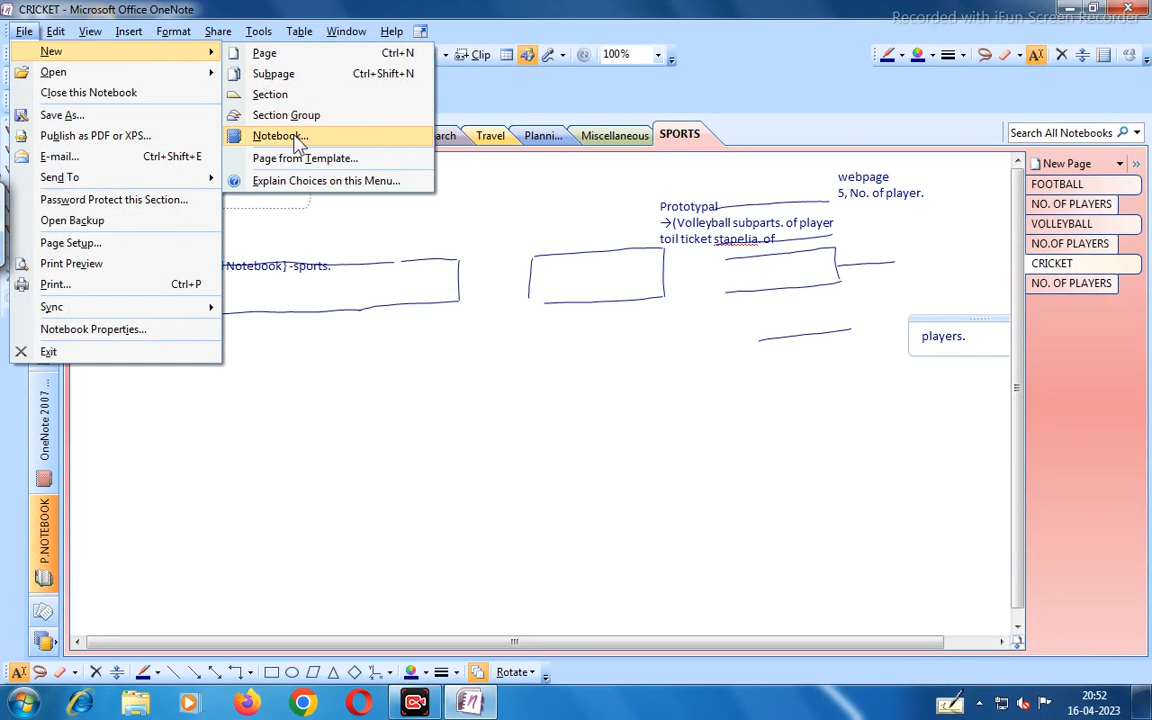 CRICKET - Microsoft Office OneNote
Recorded with iFun Screen Recorder
File Edit View Insert Format Share Tools Table Window Help
New
Open
Close this Notebook
Save As...
Publish as PDF or XPS...
E-mail... Ctrl+Shift+E
Send To
Password Protect this Section...
Open Backup
Page Setup...
Print Preview
Print... Ctrl+P
Sync
Notebook Properties...
Exit
Page Ctrl+N
Subpage Ctrl+Shift+N
Section
Section Group
Notebook...
Page from Template...
Explain Choices on this Menu...
Clip 100%
arch Travel Planni... Miscellaneous SPORTS
Search All Notebooks
New Page
FOOTBALL
NO. OF PLAYERS
VOLLEYBALL
NO.OF PLAYERS
CRICKET
NO. OF PLAYERS
webpage
5, No. of player.
Prototypal
→(Volleyball subparts. of player
toil ticket stapelia. of
Notebook} -sports.
players.
OneNote 2007 ...
P.NOTEBOOK
Rotate
20:52
16-04-2023